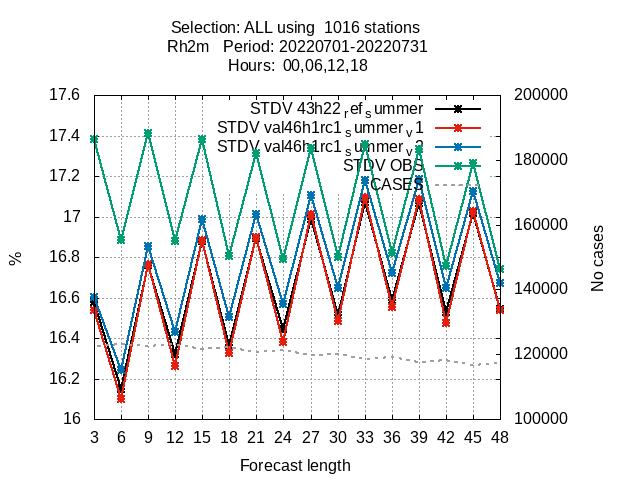 Selection: ALL using  1016 stations
Rh2m   Period: 20220701-20220731
Hours:  00,06,12,18
STDV 43h22refsummer
STDV val46h1rc1summerv1
STDV val46h1rc1summerv2
STDV OBS
CASES
17.6
17.4
17.2
17
16.8
16.6
16.4
16.2
16
%
200000
180000
160000
140000
120000
100000
No cases
3 6 9 12 15 18 21 24 27 30 33 36 39 42 45 48
Forecast length